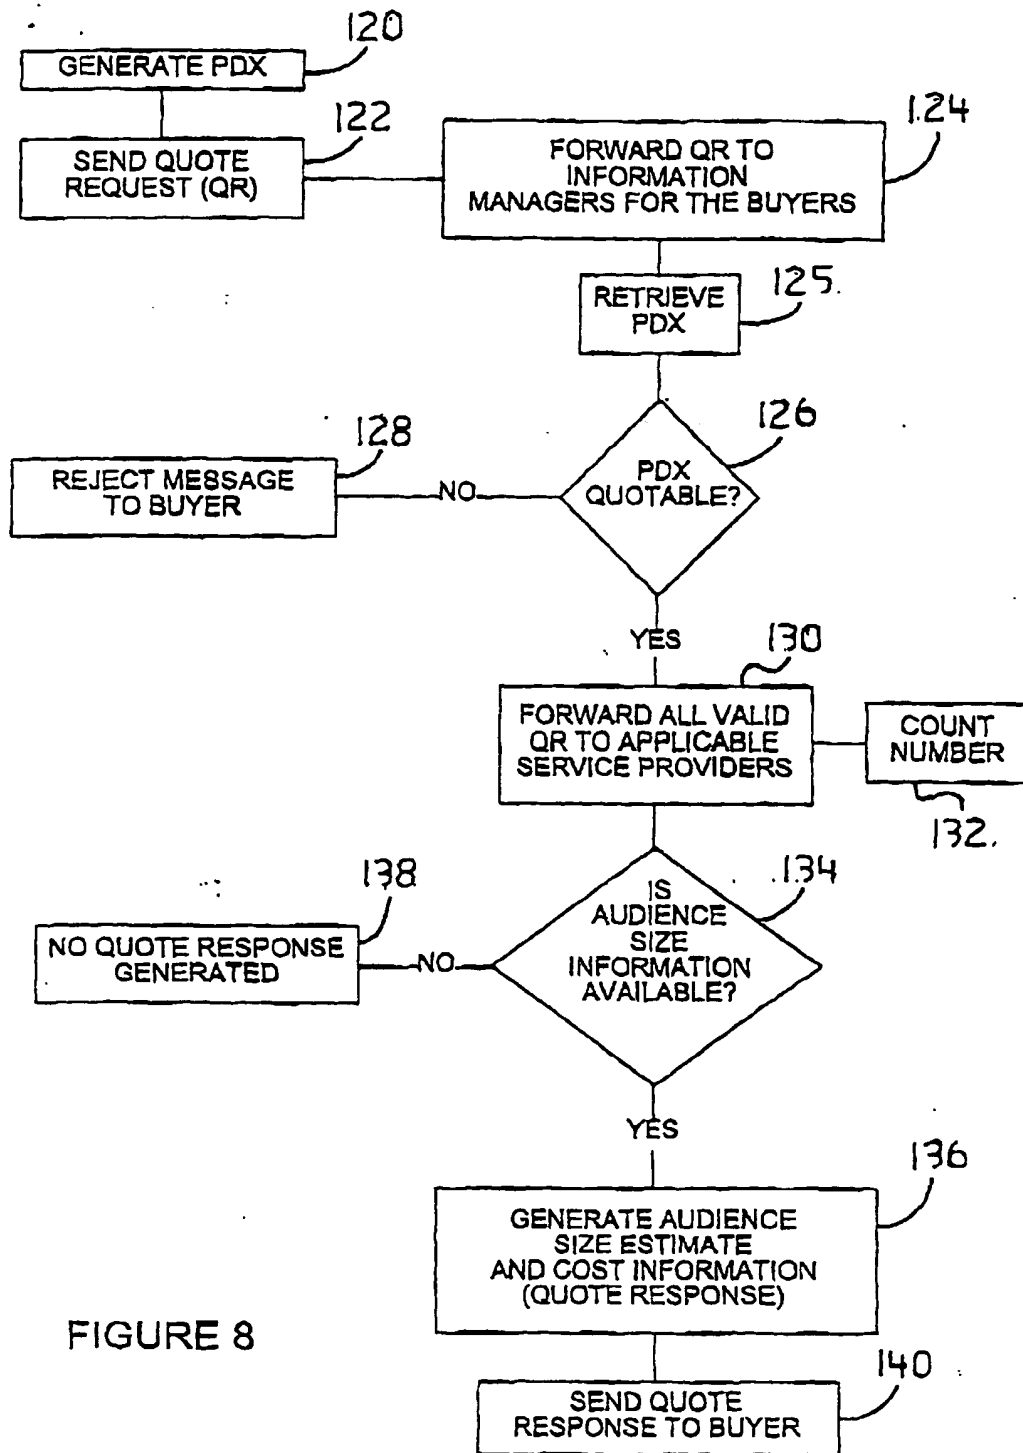 120
GENERATE PDX
122
SEND QUOTE
REQUEST (QR)
124
FORWARD QR TO
INFORMATION
MANAGERS FOR THE BUYERS
125.
RETRIEVE
PDX
126
PDX
QUOTABLE?
128
REJECT MESSAGE
TO BUYER
NO
YES
130
FORWARD ALL VALID
QR TO APPLICABLE
SERVICE PROVIDERS
COUNT
NUMBER
132.
134
IS
AUDIENCE
SIZE
INFORMATION
AVAILABLE?
138
NO QUOTE RESPONSE
GENERATED
NO
YES
136
GENERATE AUDIENCE
SIZE ESTIMATE
AND COST INFORMATION
(QUOTE RESPONSE)
FIGURE 8
140
SEND QUOTE
RESPONSE TO BUYER